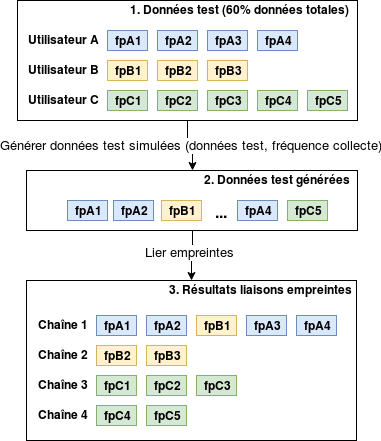 1. Données test (60% données totales)
Utilisateur A fpA1 fpA2 fpA3 fpA4
Utilisateur B fpB1 fpB2 fpB3
Utilisateur C fpC1 fpC2 fpC3 fpC4 fpC5
Générer données test simulées (données test, fréquence collecte)
2. Données test générées
fpA1 fpA2 fpB1 ... fpA4 fpC5
Lier empreintes
3. Résultats liaisons empreintes
Chaîne 1 fpA1 fpA2 fpB1 fpA3 fpA4
Chaîne 2 fpB2 fpB3
Chaîne 3 fpC1 fpC2 fpC3
Chaîne 4 fpC4 fpC5